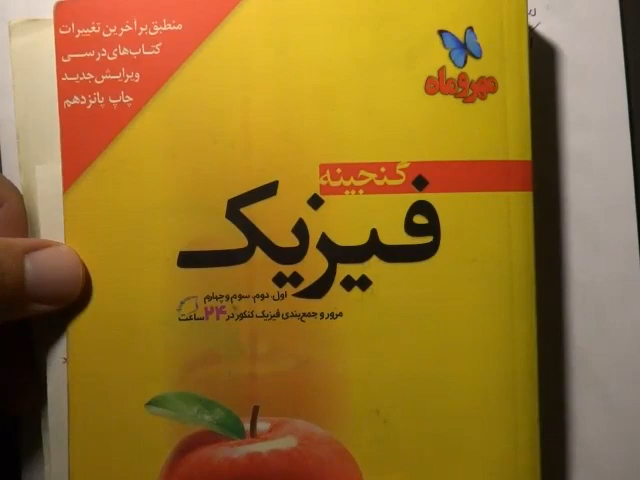 منطبق بر آخرین تغییرات
کتاب‌های درسی
ویرایش جدید
چاپ پانزدهم
مهروماه
گنجینه
فیزیک
اول، دوم، سوم و چهارم
مرور و جمع‌بندی فیزیک کنکور در ۲۴ ساعت